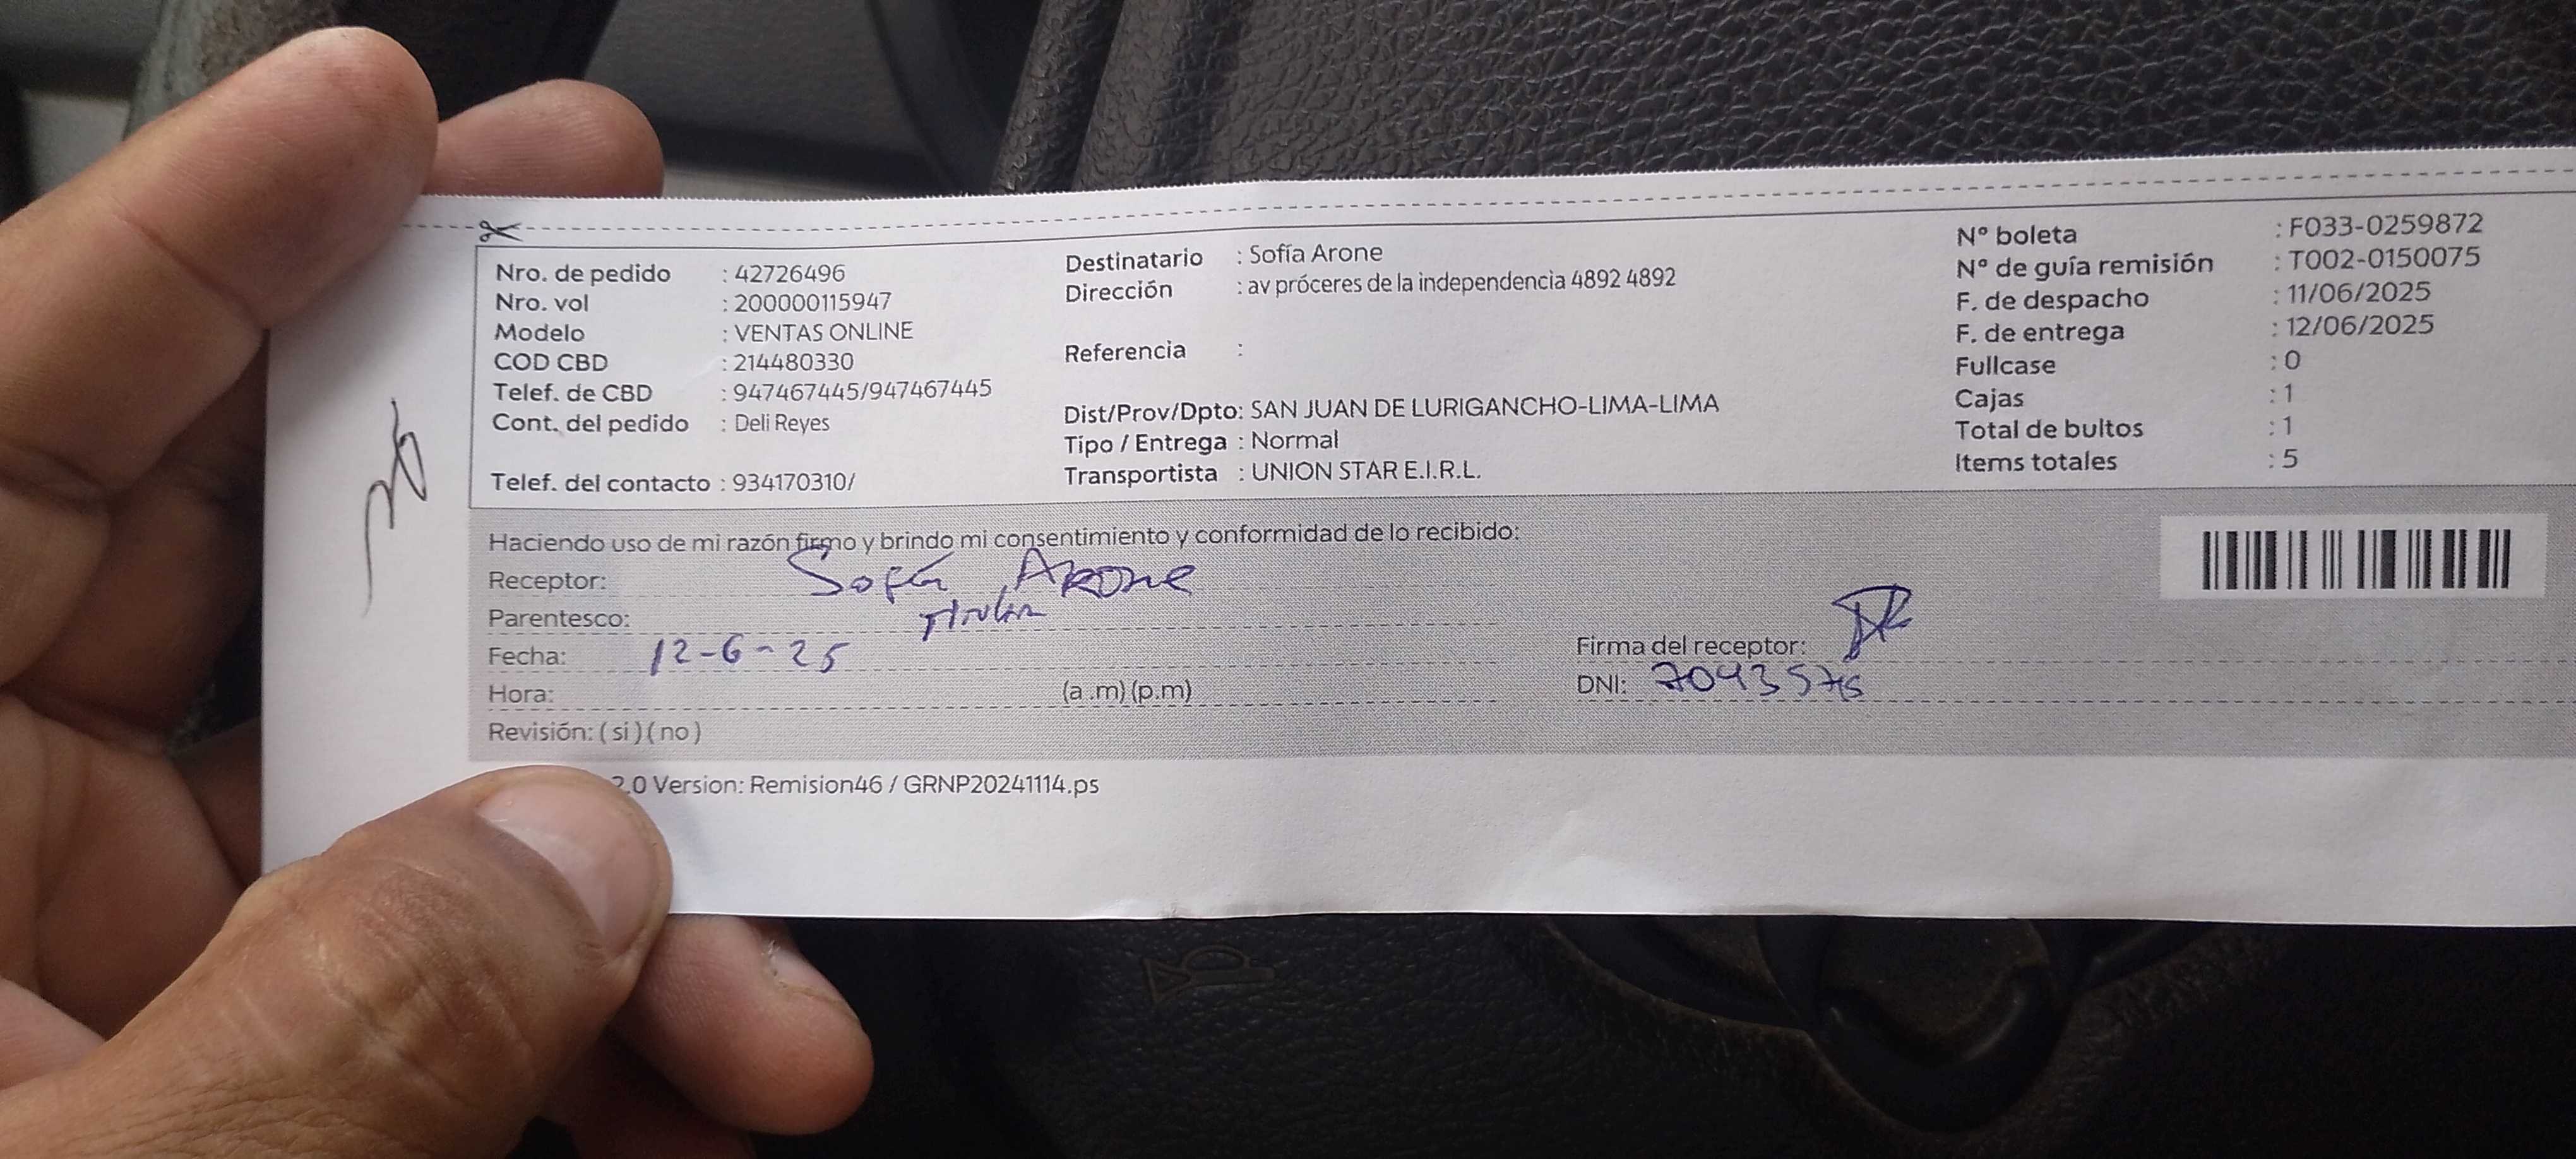 Nro. de pedido : 42726496
Nro. vol : 200000115947
Modelo : VENTAS ONLINE
COD CBD : 214480330
Telef. de CBD : 947467445/947467445
Cont. del pedido : Deli Reyes
Telef. del contacto : 934170310/
Destinatario : Sofía Arone
Dirección : av próceres de la independencia 4892 4892
Referencia :
Dist/Prov/Dpto: SAN JUAN DE LURIGANCHO-LIMA-LIMA
Tipo / Entrega : Normal
Transportista : UNION STAR E.I.R.L.
Nº boleta : F033-0259872
Nº de guía remisión : T002-0150075
F. de despacho : 11/06/2025
F. de entrega : 12/06/2025
Fullcase : 0
Cajas : 1
Total de bultos : 1
Items totales : 5
Haciendo uso de mi razón firmo y brindo mi consentimiento y conformidad de lo recibido:
Receptor: Sofía Arone
Parentesco: Titular
Fecha: 12-6-25
Hora: (a .m) (p.m)
Revisión: ( si ) ( no )
Firma del receptor:
DNI:
2.0 Version: Remision46 / GRNP20241114.ps